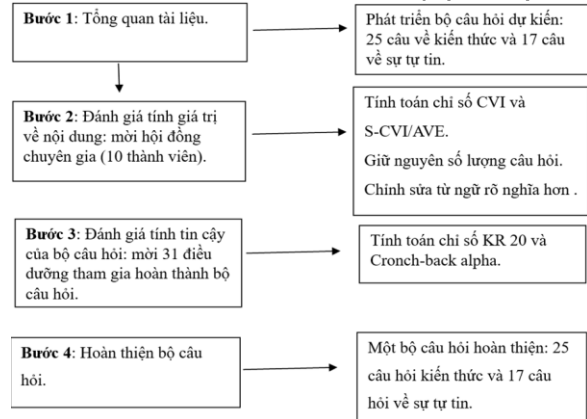 Bước 1: Tổng quan tài liệu.
Phát triển bộ câu hỏi dự kiến:
25 câu về kiến thức và 17 câu
về sự tự tin.
Bước 2: Đánh giá tính giá trị
về nội dung: mời hội đồng
chuyên gia (10 thành viên).
Tính toán chỉ số CVI và
S-CVI/AVE.
Giữ nguyên số lượng câu hỏi.
Chỉnh sửa từ ngữ rõ nghĩa hơn .
Bước 3: Đánh giá tính tin cậy
của bộ câu hỏi: mời 31 điều
dưỡng tham gia hoàn thành bộ
câu hỏi.
Tính toán chỉ số KR 20 và
Cronch-back alpha.
Bước 4: Hoàn thiện bộ câu
hỏi.
Một bộ câu hỏi hoàn thiện: 25
câu hỏi kiến thức và 17 câu
hỏi về sự tự tin.